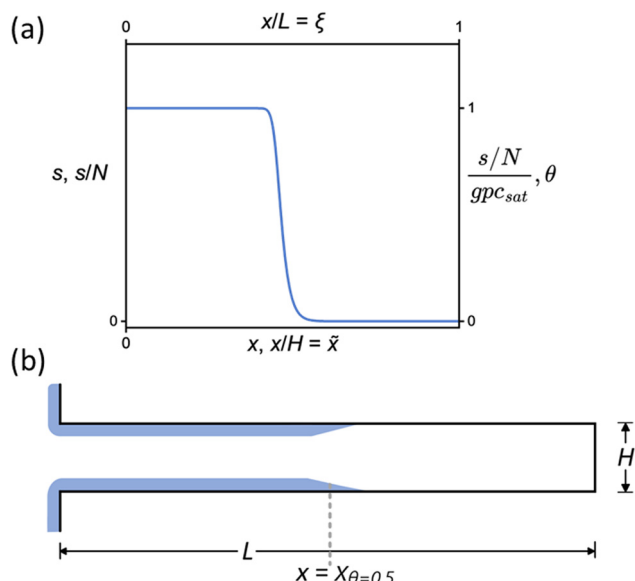 (a)
0 1
x/L = ξ
1
s, s/N
s/N
gpc_sat , θ
0 0
0
x, x/H = x̃
(b)
H
L
x = x_θ=0.5